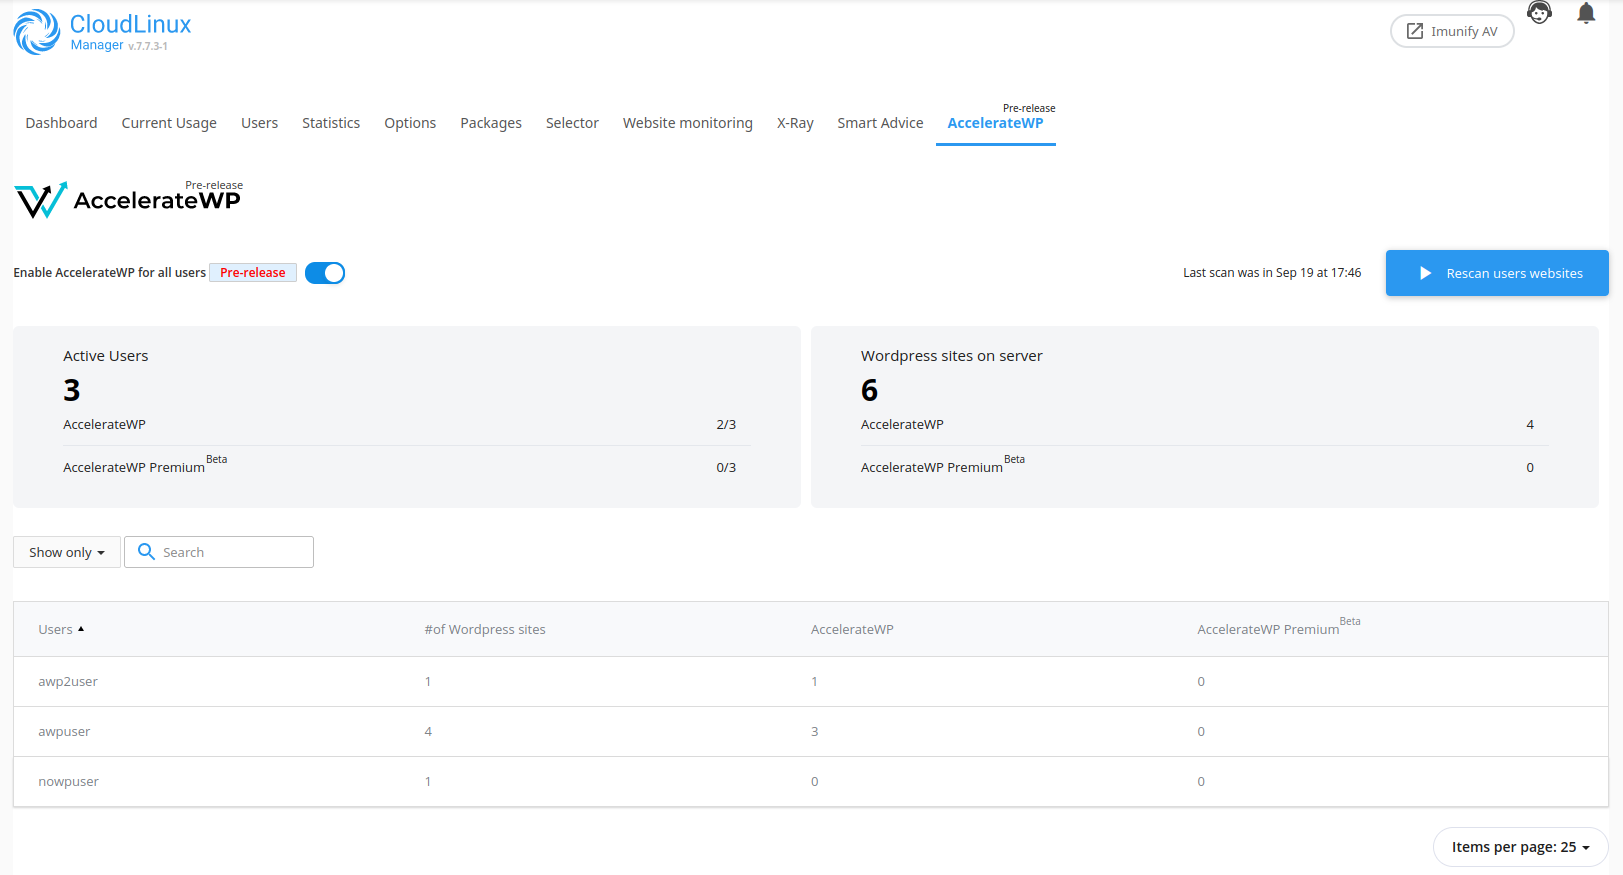 CloudLinux
Manager v.7.7.3-1
Imunify AV
Pre-release
Dashboard Current Usage Users Statistics Options Packages Selector Website monitoring X-Ray Smart Advice AccelerateWP
Pre-release
AccelerateWP
Enable AccelerateWP for all users Pre-release Last scan was in Sep 19 at 17:46 Rescan users websites
Active Users
3
AccelerateWP 2/3
AccelerateWP Premium Beta 0/3
Wordpress sites on server
6
AccelerateWP 4
AccelerateWP Premium Beta 0
Show only Search
Users #of Wordpress sites AccelerateWP AccelerateWP Premium Beta
awp2user 1 1 0
awpuser 4 3 0
nowpuser 1 0 0
Items per page: 25